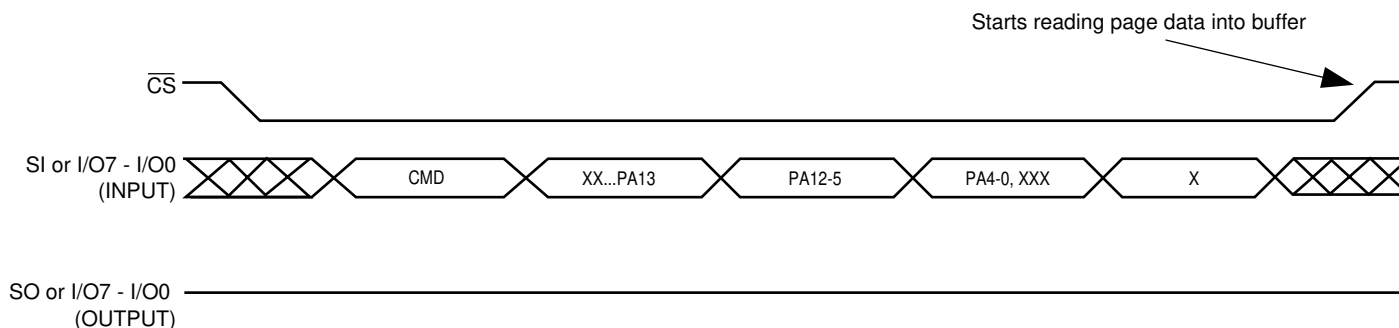 Starts reading page data into buffer
CS
SI or I/O7 - I/O0
(INPUT)
CMD
XX...PA13
PA12-5
PA4-0, XXX
X
SO or I/O7 - I/O0
(OUTPUT)